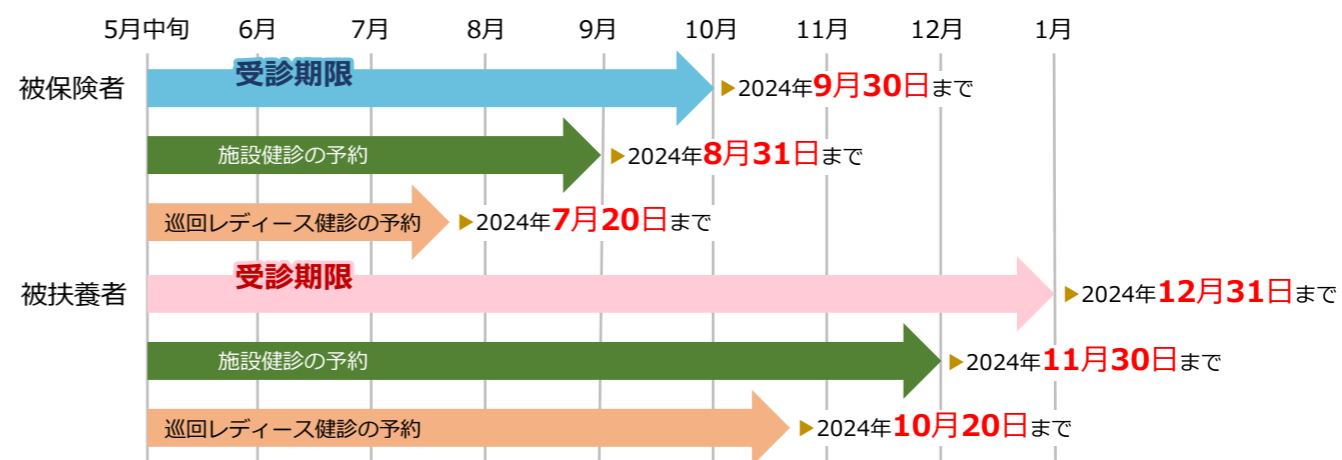 5月中旬 6月 7月 8月 9月 10月 11月 12月 1月
被保険者
受診期限
▶2024年9月30日まで
施設健診の予約
▶2024年8月31日まで
巡回レディース健診の予約
▶2024年7月20日まで
被扶養者
受診期限
▶2024年12月31日まで
施設健診の予約
▶2024年11月30日まで
巡回レディース健診の予約
▶2024年10月20日まで